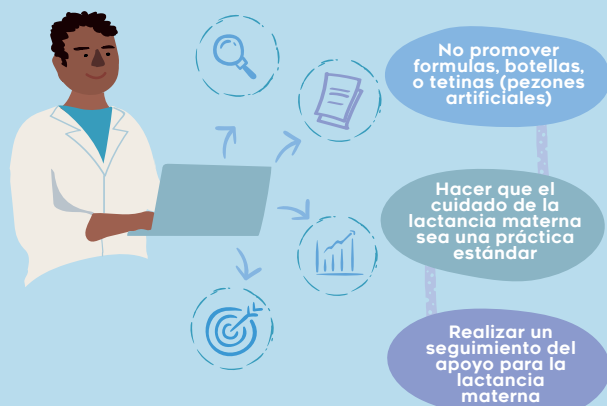 No promover
formulas, botellas,
o tetinas (pezones
artificiales)
Hacer que el
cuidado de la
lactancia materna
sea una práctica
estándar
Realizar un
seguimiento del
apoyo para la
lactancia
materna